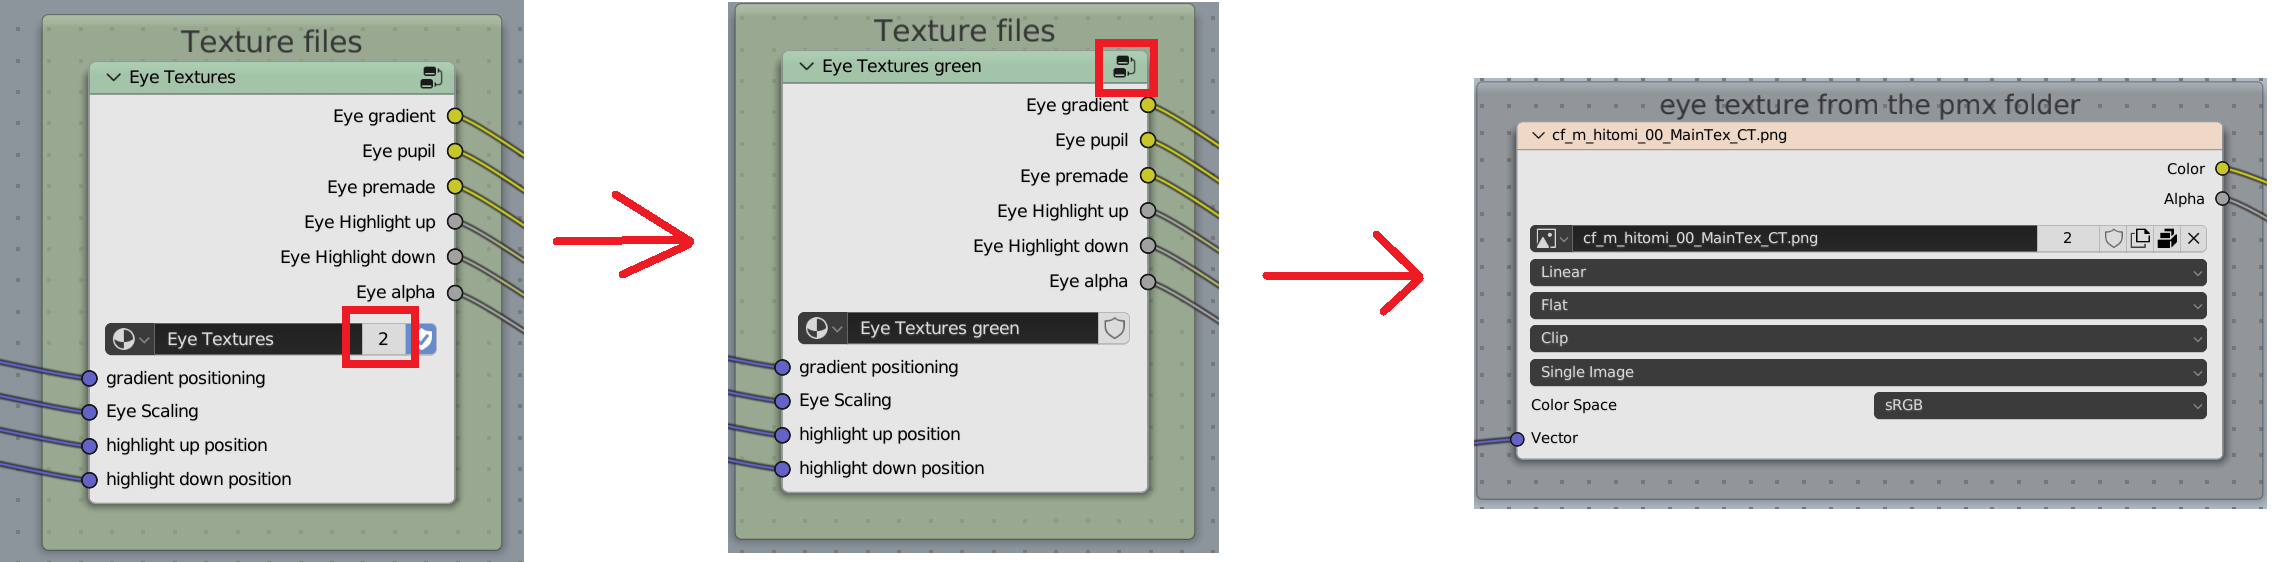 Texture files
Eye Textures
Eye gradient
Eye pupil
Eye premade
Eye Highlight up
Eye Highlight down
Eye alpha
Eye Textures 2
gradient positioning
Eye Scaling
highlight up position
highlight down position
Texture files
Eye Textures green
Eye gradient
Eye pupil
Eye premade
Eye Highlight up
Eye Highlight down
Eye alpha
Eye Textures green
gradient positioning
Eye Scaling
highlight up position
highlight down position
eye texture from the pmx folder
cf_m_hitomi_00_MainTex_CT.png
Color
Alpha
cf_m_hitomi_00_MainTex_CT.png 2
Linear
Flat
Clip
Single Image
Color Space sRGB
Vector